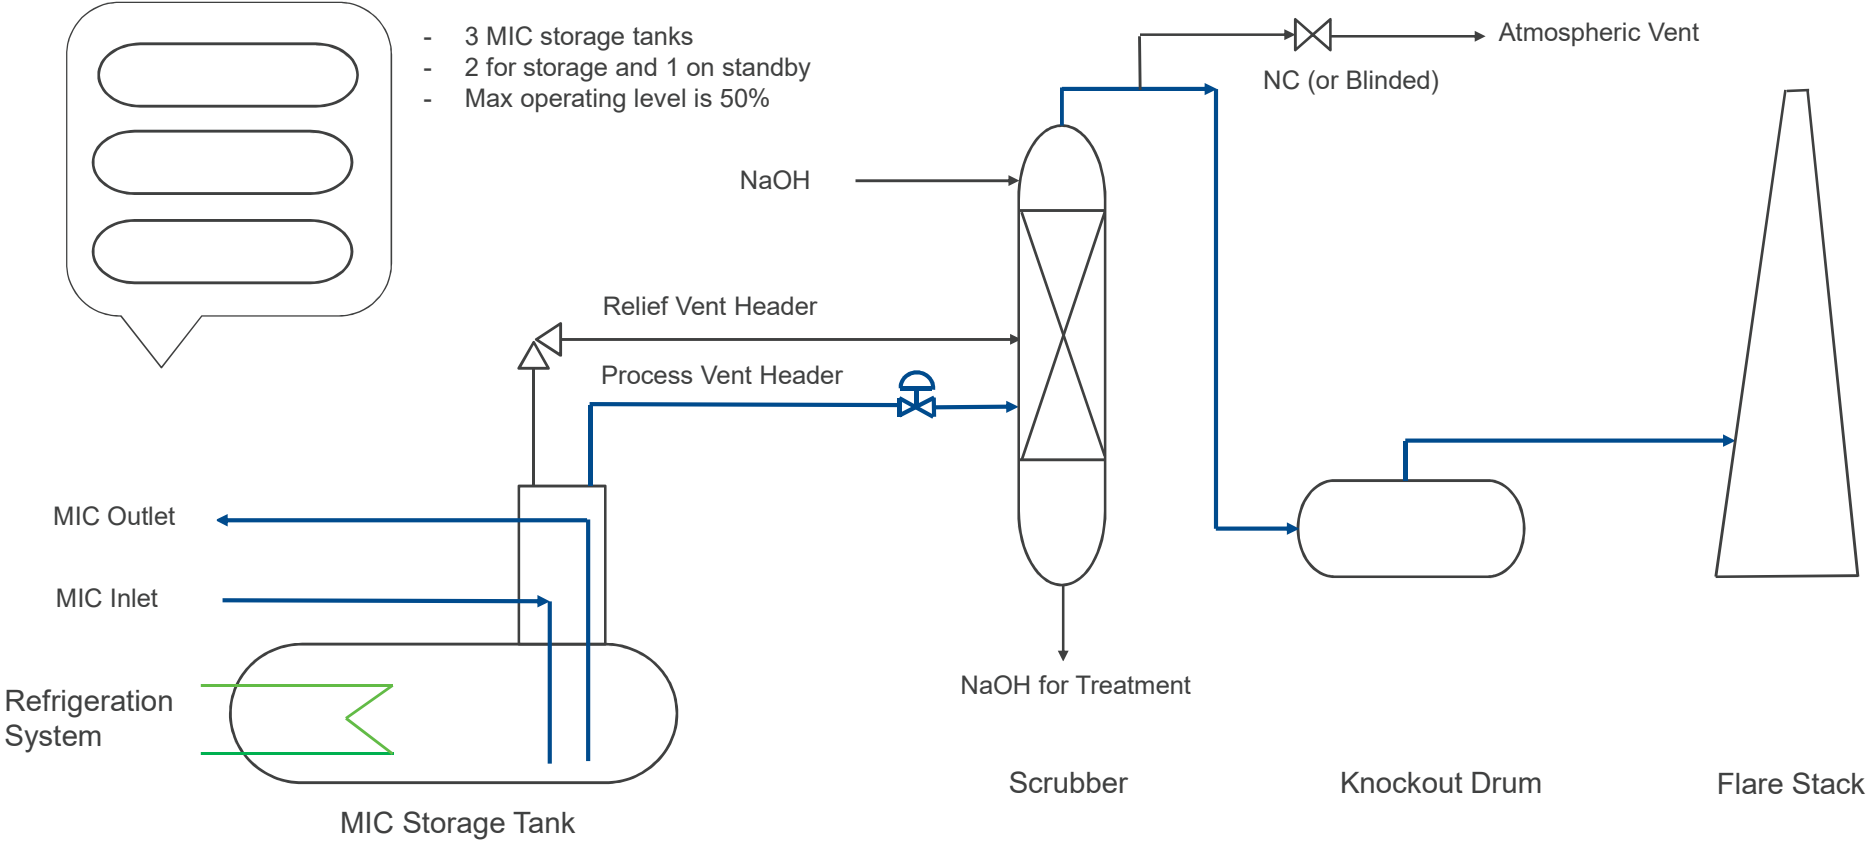 - 3 MIC storage tanks
- 2 for storage and 1 on standby
- Max operating level is 50%
Atmospheric Vent
NC (or Blinded)
NaOH
Relief Vent Header
Process Vent Header
MIC Outlet
MIC Inlet
Refrigeration
System
NaOH for Treatment
MIC Storage Tank
Scrubber
Knockout Drum
Flare Stack